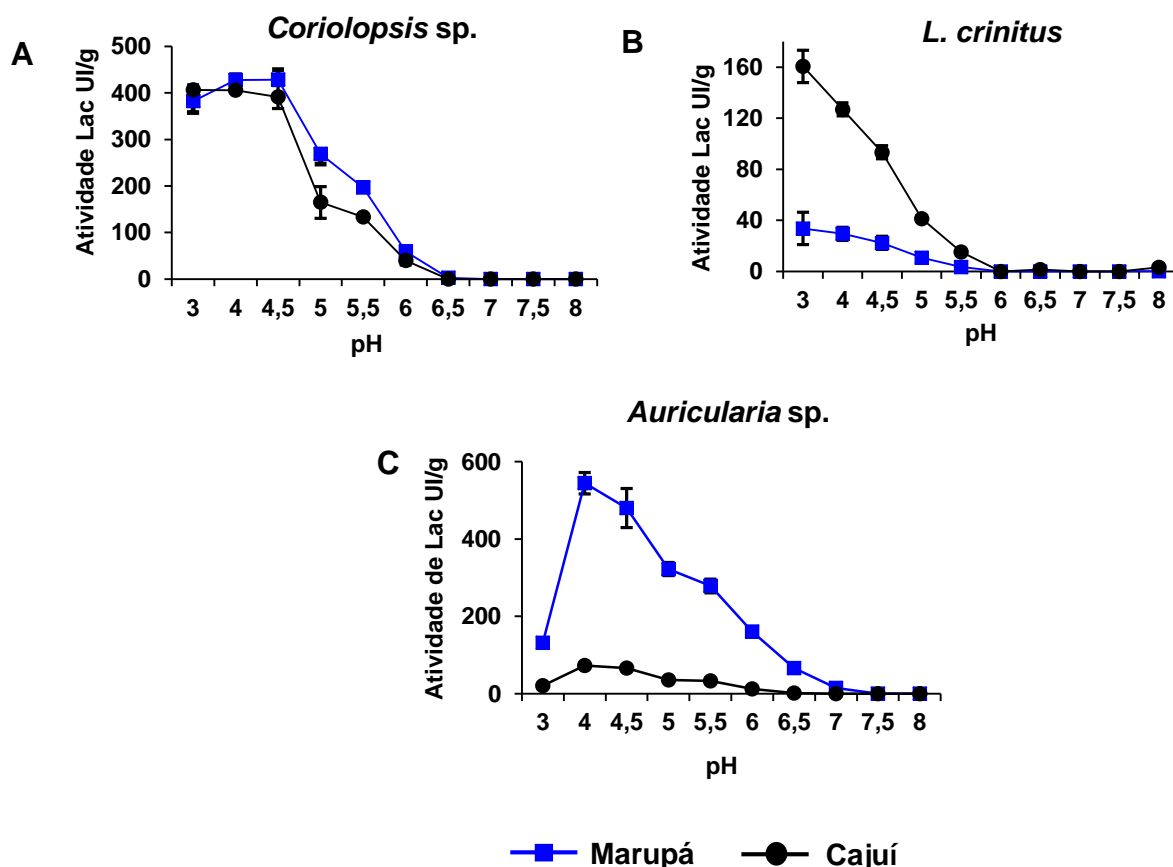 A
Coriolopsis sp.
Atividade Lac UI/g
500
400
300
200
100
0
3 4 4,5 5 5,5 6 6,5 7 7,5 8
pH
B
L. crinitus
Atividade Lac UI/g
160
120
80
40
0
3 4 4,5 5 5,5 6 6,5 7 7,5 8
pH
Auricularia sp.
C
Atividade de Lac UI/g
600
400
200
0
3 4 4,5 5 5,5 6 6,5 7 7,5 8
pH
Marupá Cajuí